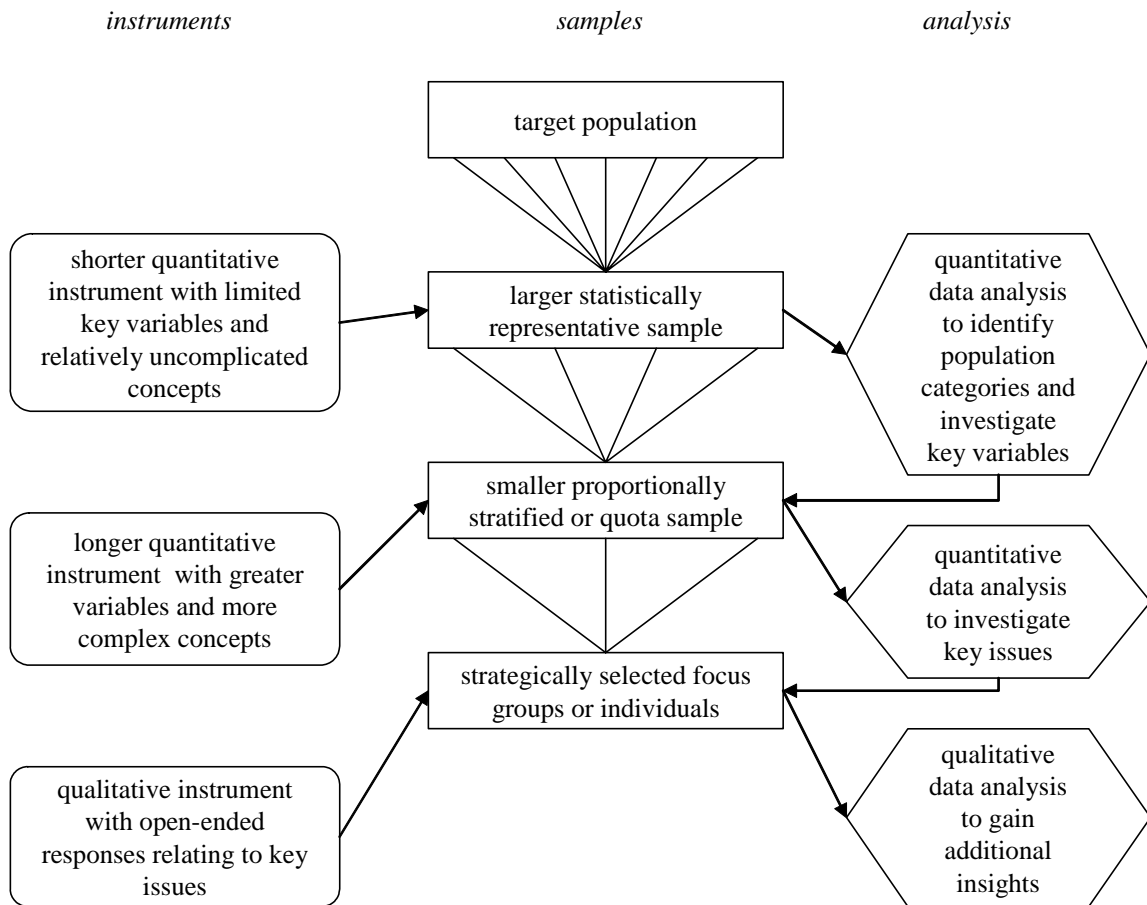 instruments
samples
analysis
target population
shorter quantitative
instrument with limited
key variables and
relatively uncomplicated
concepts
larger statistically
representative sample
quantitative
data analysis
to identify
population
categories and
investigate
key variables
longer quantitative
instrument with greater
variables and more
complex concepts
smaller proportionally
stratified or quota sample
quantitative
data analysis
to investigate
key issues
qualitative instrument
with open-ended
responses relating to key
issues
strategically selected focus
groups or individuals
qualitative
data analysis
to gain
additional
insights